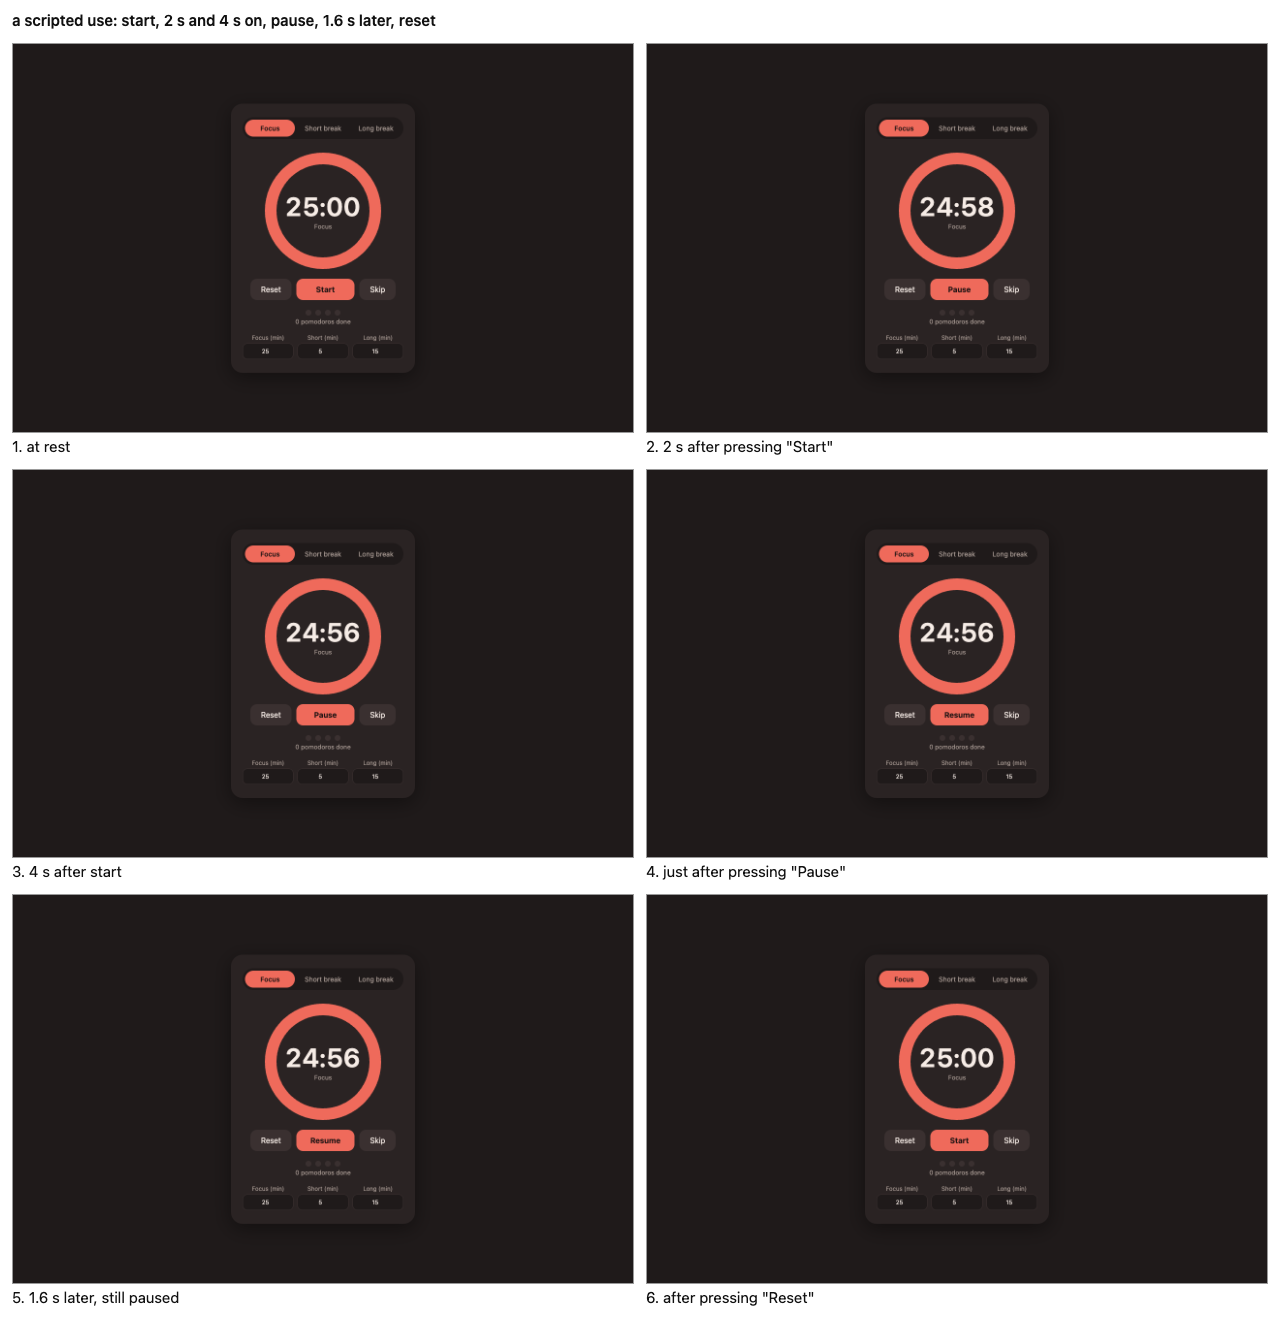 a scripted use: start, 2 s and 4 s on, pause, 1.6 s later, reset
Focus Short break Long break
25:00
Focus
Reset Start Skip
0 pomodoros done
Focus (min) Short (min) Long (min)
25 5 15
1. at rest
Focus Short break Long break
24:58
Focus
Reset Pause Skip
0 pomodoros done
Focus (min) Short (min) Long (min)
25 5 15
2. 2 s after pressing "Start"
Focus Short break Long break
24:56
Focus
Reset Pause Skip
0 pomodoros done
Focus (min) Short (min) Long (min)
25 5 15
3. 4 s after start
Focus Short break Long break
24:56
Focus
Reset Resume Skip
0 pomodoros done
Focus (min) Short (min) Long (min)
25 5 15
4. just after pressing "Pause"
Focus Short break Long break
24:56
Focus
Reset Resume Skip
0 pomodoros done
Focus (min) Short (min) Long (min)
25 5 15
5. 1.6 s later, still paused
Focus Short break Long break
25:00
Focus
Reset Start Skip
0 pomodoros done
Focus (min) Short (min) Long (min)
25 5 15
6. after pressing "Reset"